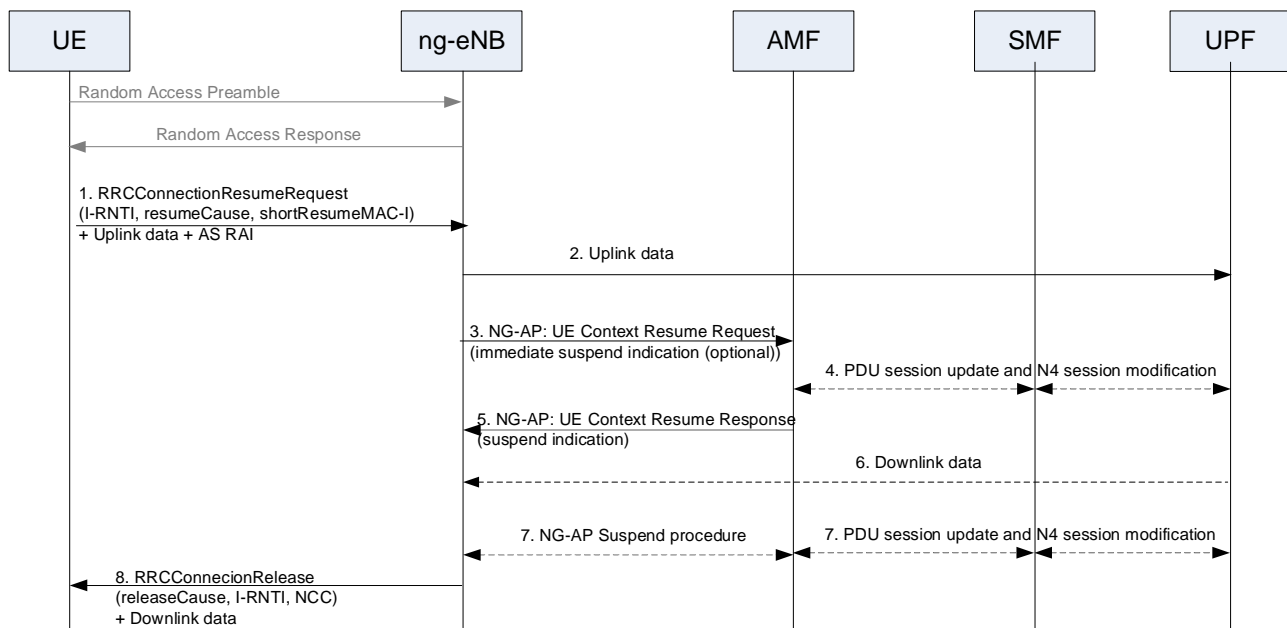 UE ng-eNB AMF SMF UPF
Random Access Preamble
Random Access Response
1. RRCConnectionResumeRequest
(I-RNTI, resumeCause, shortResumeMAC-I)
+ Uplink data + AS RAI
2. Uplink data
3. NG-AP: UE Context Resume Request
(immediate suspend indication (optional))
4. PDU session update and N4 session modification
5. NG-AP: UE Context Resume Response
(suspend indication)
6. Downlink data
7. NG-AP Suspend procedure
7. PDU session update and N4 session modification
8. RRCConnecionRelease
(releaseCause, I-RNTI, NCC)
+ Downlink data